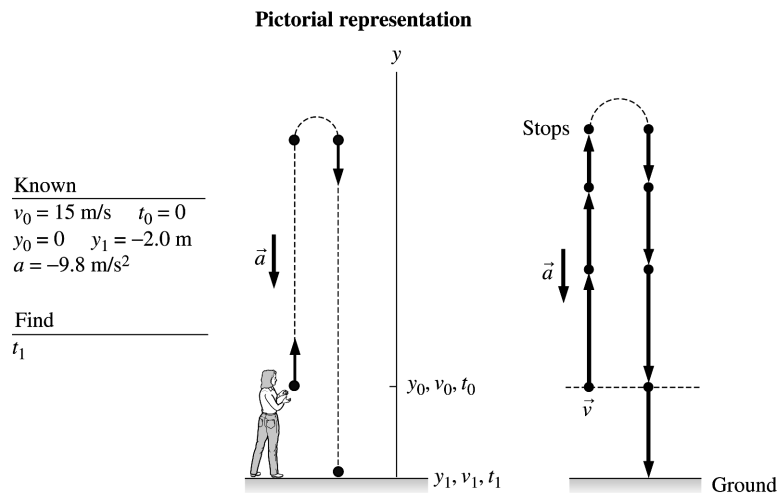 Pictorial representation
y
Known
v₀ = 15 m/s t₀ = 0
y₀ = 0 y₁ = −2.0 m
a = −9.8 m/s²
Find
t₁
a⃗
y₀, v₀, t₀
y₁, v₁, t₁
Stops
a⃗
v⃗
Ground